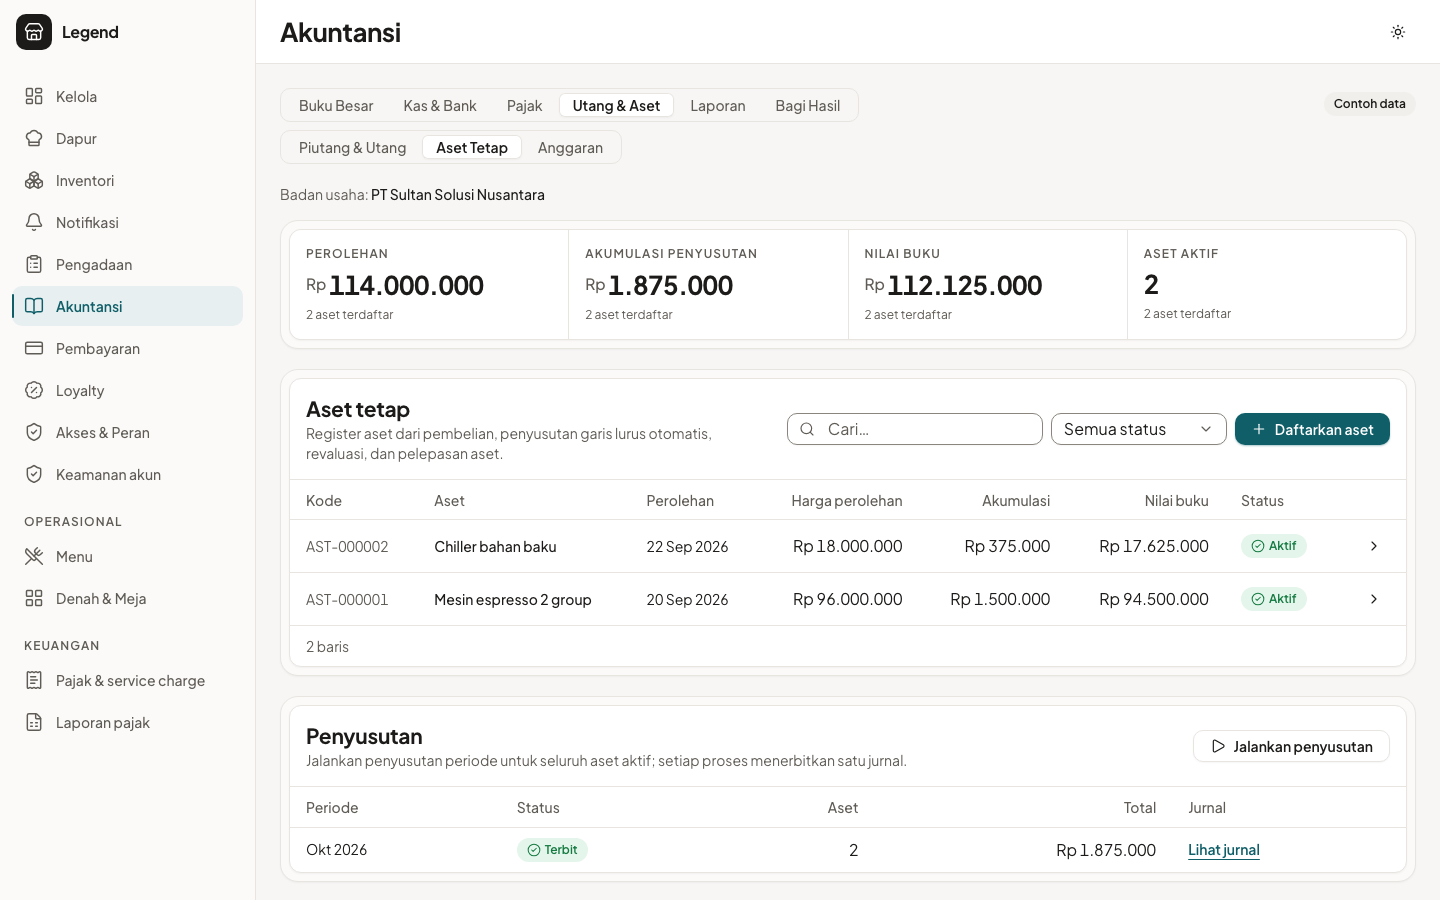 Legend
Akuntansi
Kelola
Dapur
Inventori
Notifikasi
Pengadaan
Akuntansi
Pembayaran
Loyalty
Akses & Peran
Keamanan akun
OPERASIONAL
Menu
Denah & Meja
KEUANGAN
Pajak & service charge
Laporan pajak
Buku Besar Kas & Bank Pajak Utang & Aset Laporan Bagi Hasil
Contoh data
Piutang & Utang Aset Tetap Anggaran
Badan usaha: PT Sultan Solusi Nusantara
PEROLEHAN
Rp 114.000.000
2 aset terdaftar
AKUMULASI PENYUSUTAN
Rp 1.875.000
2 aset terdaftar
NILAI BUKU
Rp 112.125.000
2 aset terdaftar
ASET AKTIF
2
2 aset terdaftar
Aset tetap
Register aset dari pembelian, penyusutan garis lurus otomatis,
revaluasi, dan pelepasan aset.
Cari...
Semua status
Daftarkan aset
Kode Aset Perolehan Harga perolehan Akumulasi Nilai buku Status
AST-000002 Chiller bahan baku 22 Sep 2026 Rp 18.000.000 Rp 375.000 Rp 17.625.000 Aktif
AST-000001 Mesin espresso 2 group 20 Sep 2026 Rp 96.000.000 Rp 1.500.000 Rp 94.500.000 Aktif
2 baris
Penyusutan
Jalankan penyusutan periode untuk seluruh aset aktif; setiap proses menerbitkan satu jurnal.
Jalankan penyusutan
Periode Status Aset Total Jurnal
Okt 2026 Terbit 2 Rp 1.875.000 Lihat jurnal